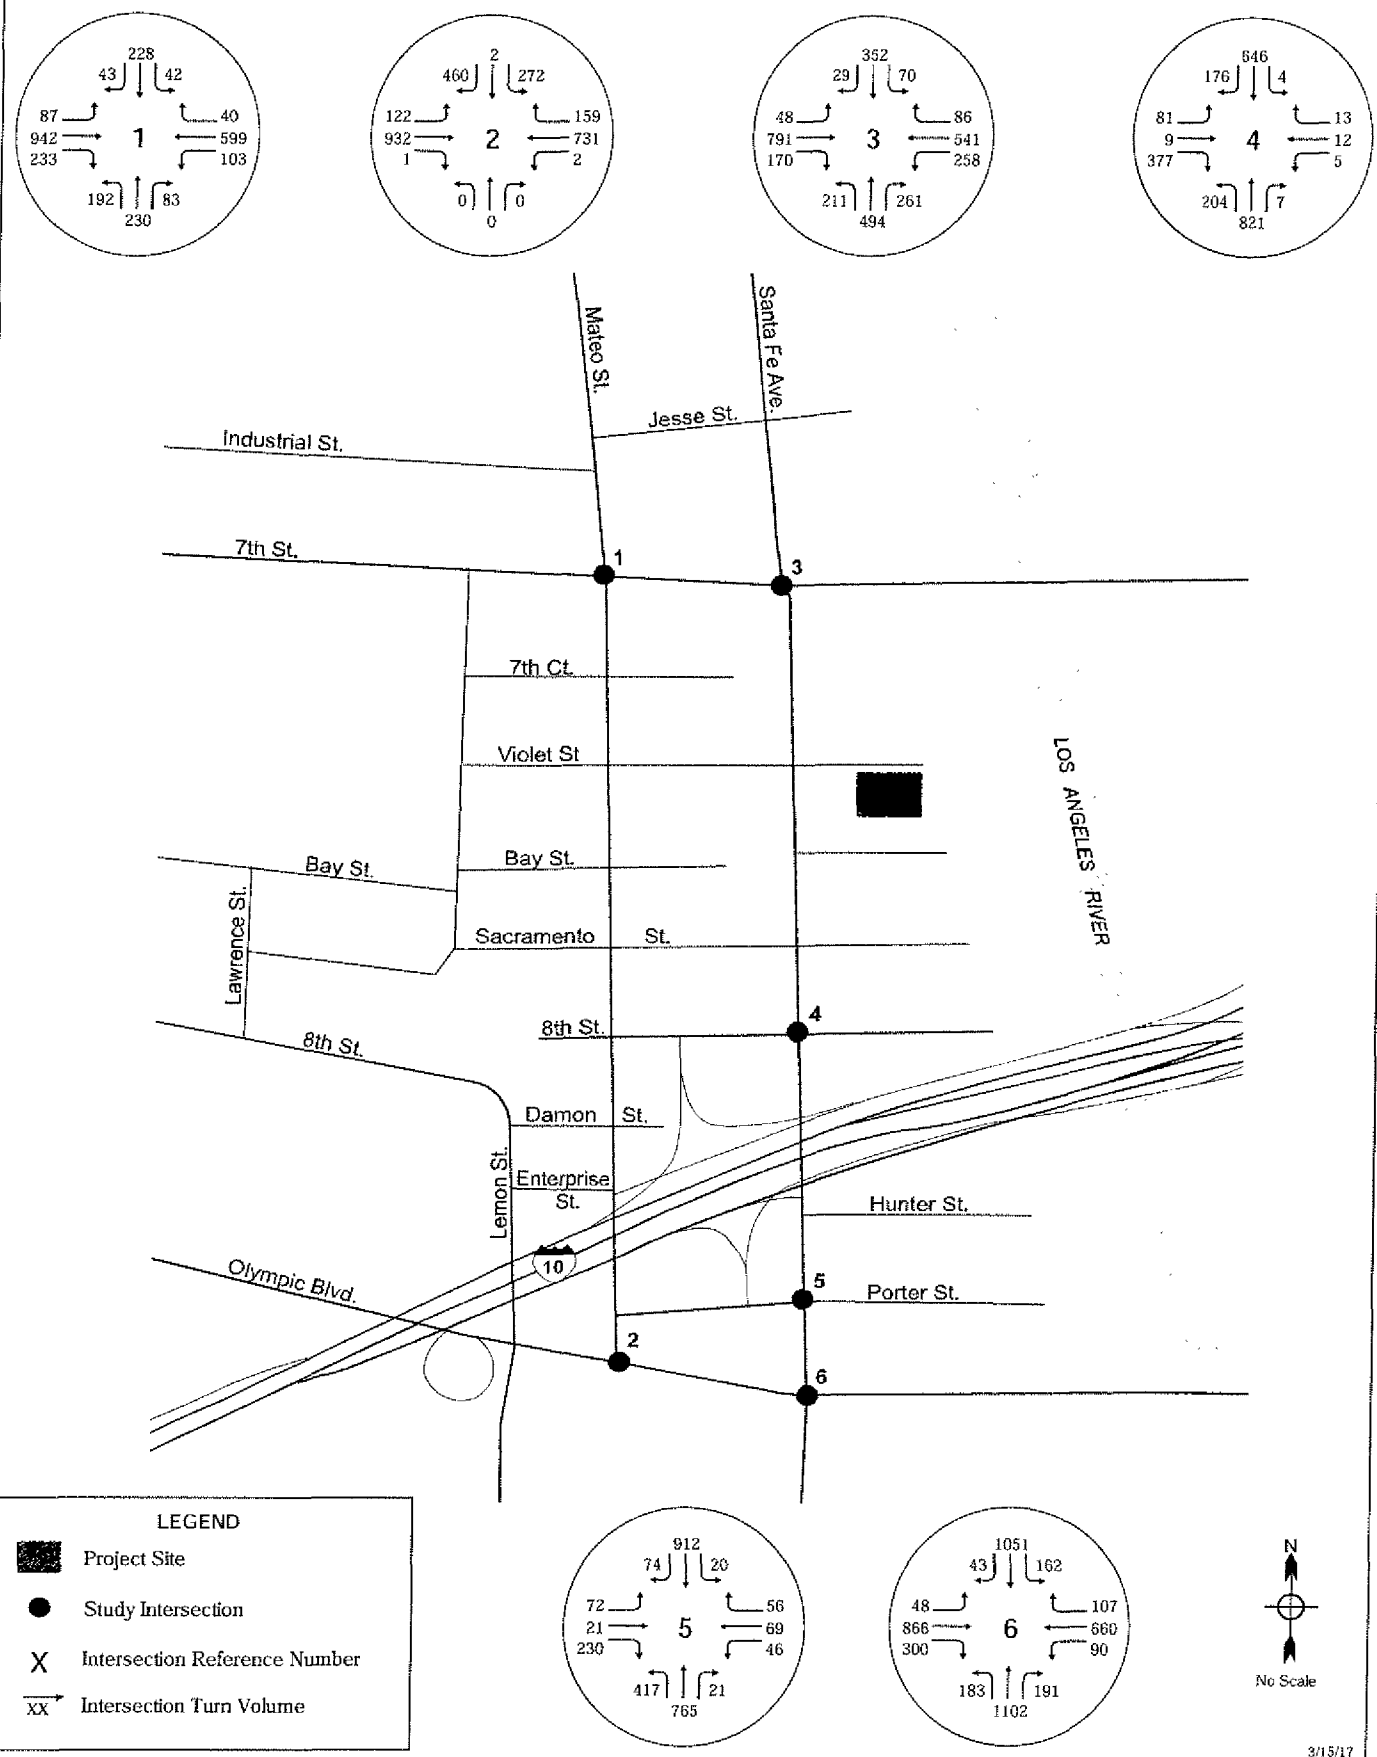 228
43 42
87 40
942 1 599
233 103
192 83
230
2
460 272
122 159
932 2 731
1 2
0 0
0
352
29 70
48 86
791 3 541
170 258
211 261
494
646
176 4
81 13
9 4 12
377 5
204 7
821
Mateo St.
Santa Fe Ave.
Jesse St.
Industrial St.
7th St.
1
3
7th Ct.
Violet St
LOS ANGELES RIVER
Bay St.
Bay St.
Lawrence St.
Sacramento St.
4
8th St.
8th St.
Damon St.
Lemon St.
Enterprise St.
Hunter St.
10
Olympic Blvd.
5
Porter St.
2
6
LEGEND
Project Site
Study Intersection
X Intersection Reference Number
XX Intersection Turn Volume
912
74 20
72 56
21 5 69
230 46
417 21
765
1051
43 162
48 107
866 6 660
300 90
183 191
1102
N
No Scale
3/15/17